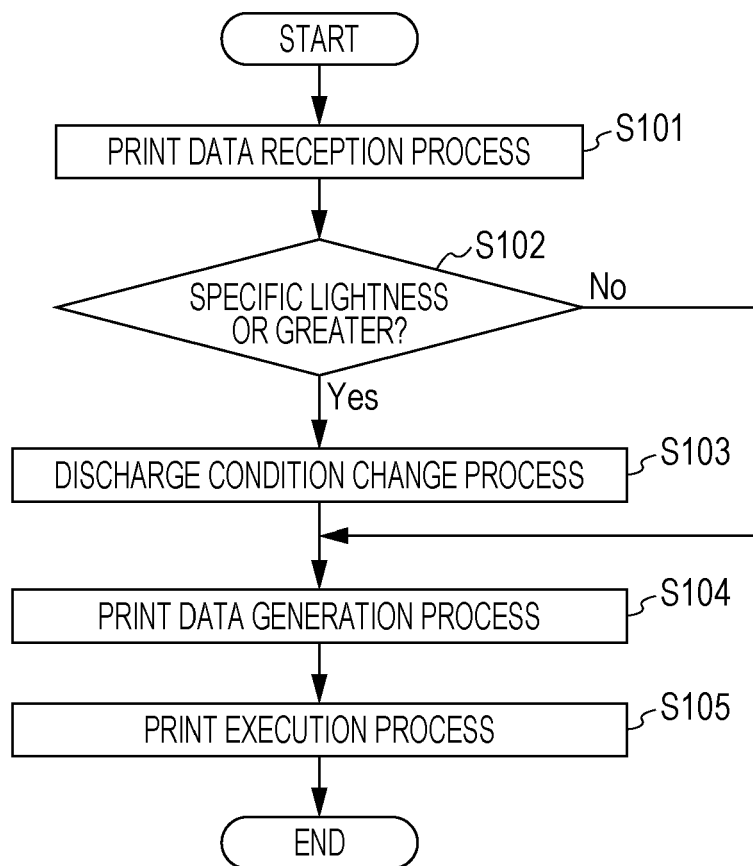 START
PRINT DATA RECEPTION PROCESS
S101
S102
SPECIFIC LIGHTNESS
OR GREATER?
No
Yes
DISCHARGE CONDITION CHANGE PROCESS
S103
PRINT DATA GENERATION PROCESS
S104
PRINT EXECUTION PROCESS
S105
END